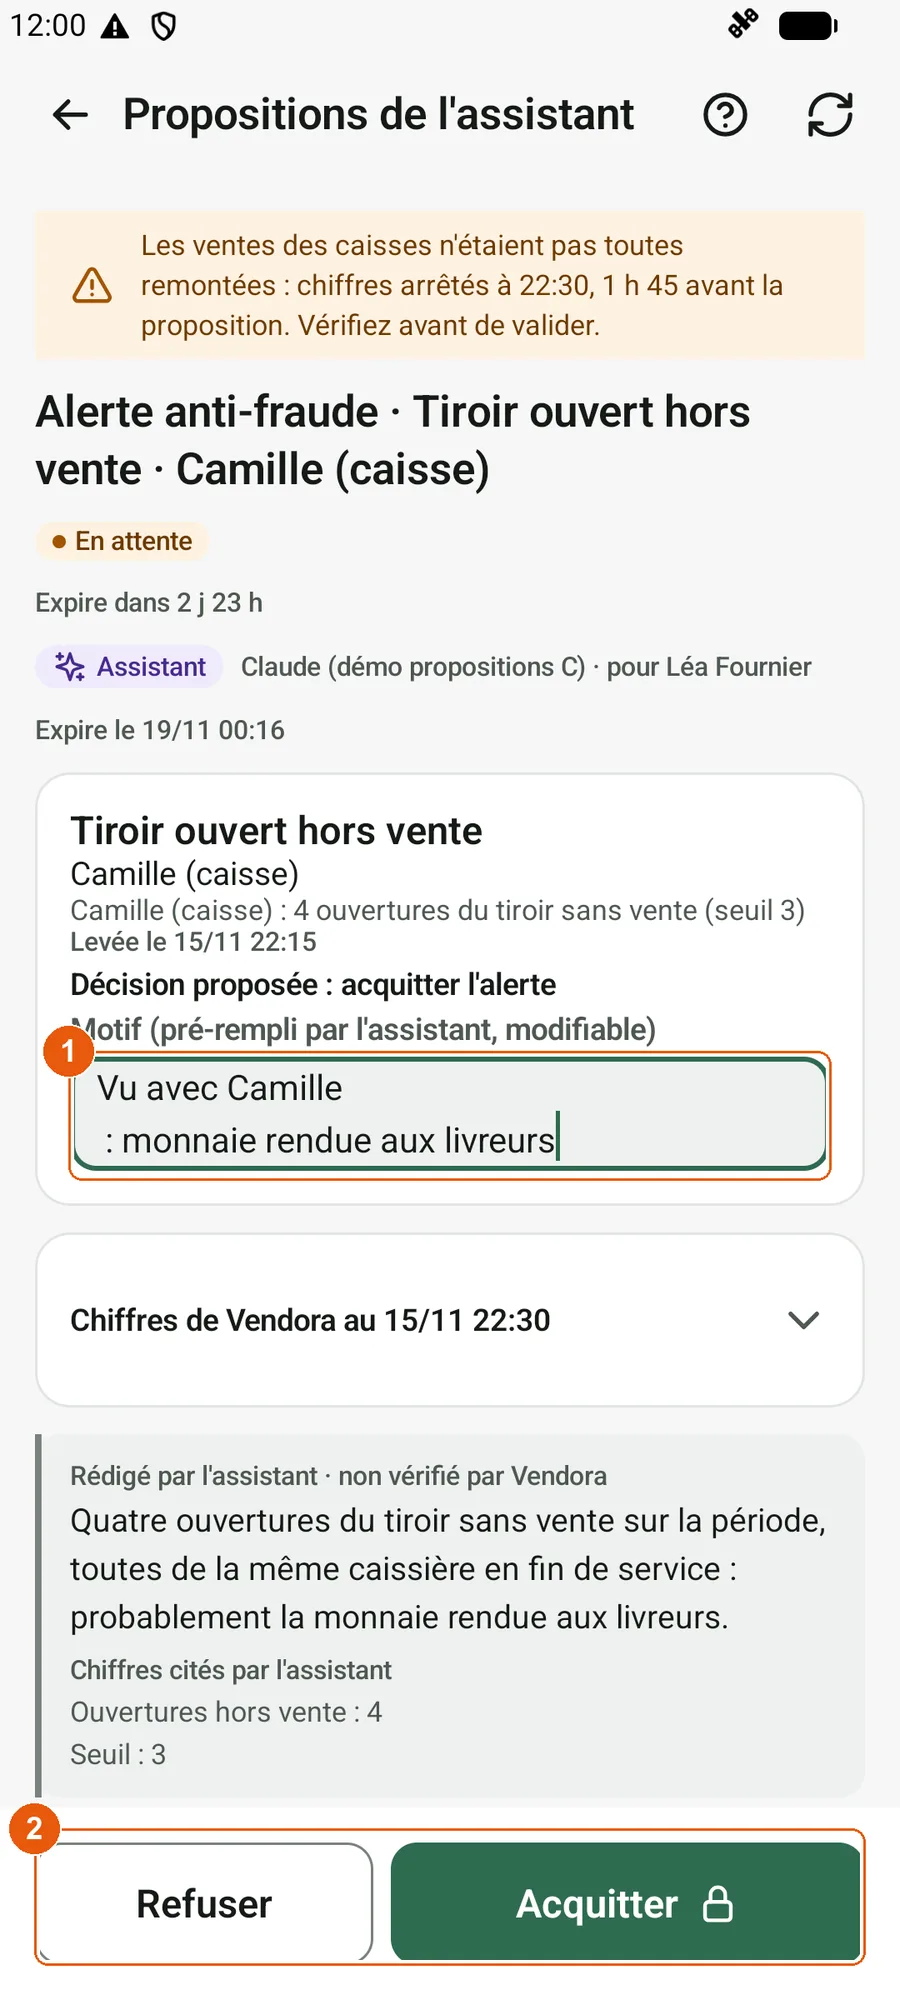 12:00
Propositions de l'assistant
Les ventes des caisses n'étaient pas toutes
remontées : chiffres arrêtés à 22:30, 1 h 45 avant la
proposition. Vérifiez avant de valider.
Alerte anti-fraude · Tiroir ouvert hors
vente · Camille (caisse)
En attente
Expire dans 2 j 23 h
Assistant Claude (démo propositions C) · pour Léa Fournier
Expire le 19/11 00:16
Tiroir ouvert hors vente
Camille (caisse)
Camille (caisse) : 4 ouvertures du tiroir sans vente (seuil 3)
Levée le 15/11 22:15
Décision proposée : acquitter l'alerte
Motif (pré-rempli par l'assistant, modifiable)
1
Vu avec Camille
: monnaie rendue aux livreurs
Chiffres de Vendora au 15/11 22:30
Rédigé par l'assistant · non vérifié par Vendora
Quatre ouvertures du tiroir sans vente sur la période,
toutes de la même caissière en fin de service :
probablement la monnaie rendue aux livreurs.
Chiffres cités par l'assistant
Ouvertures hors vente : 4
Seuil : 3
2
Refuser Acquitter